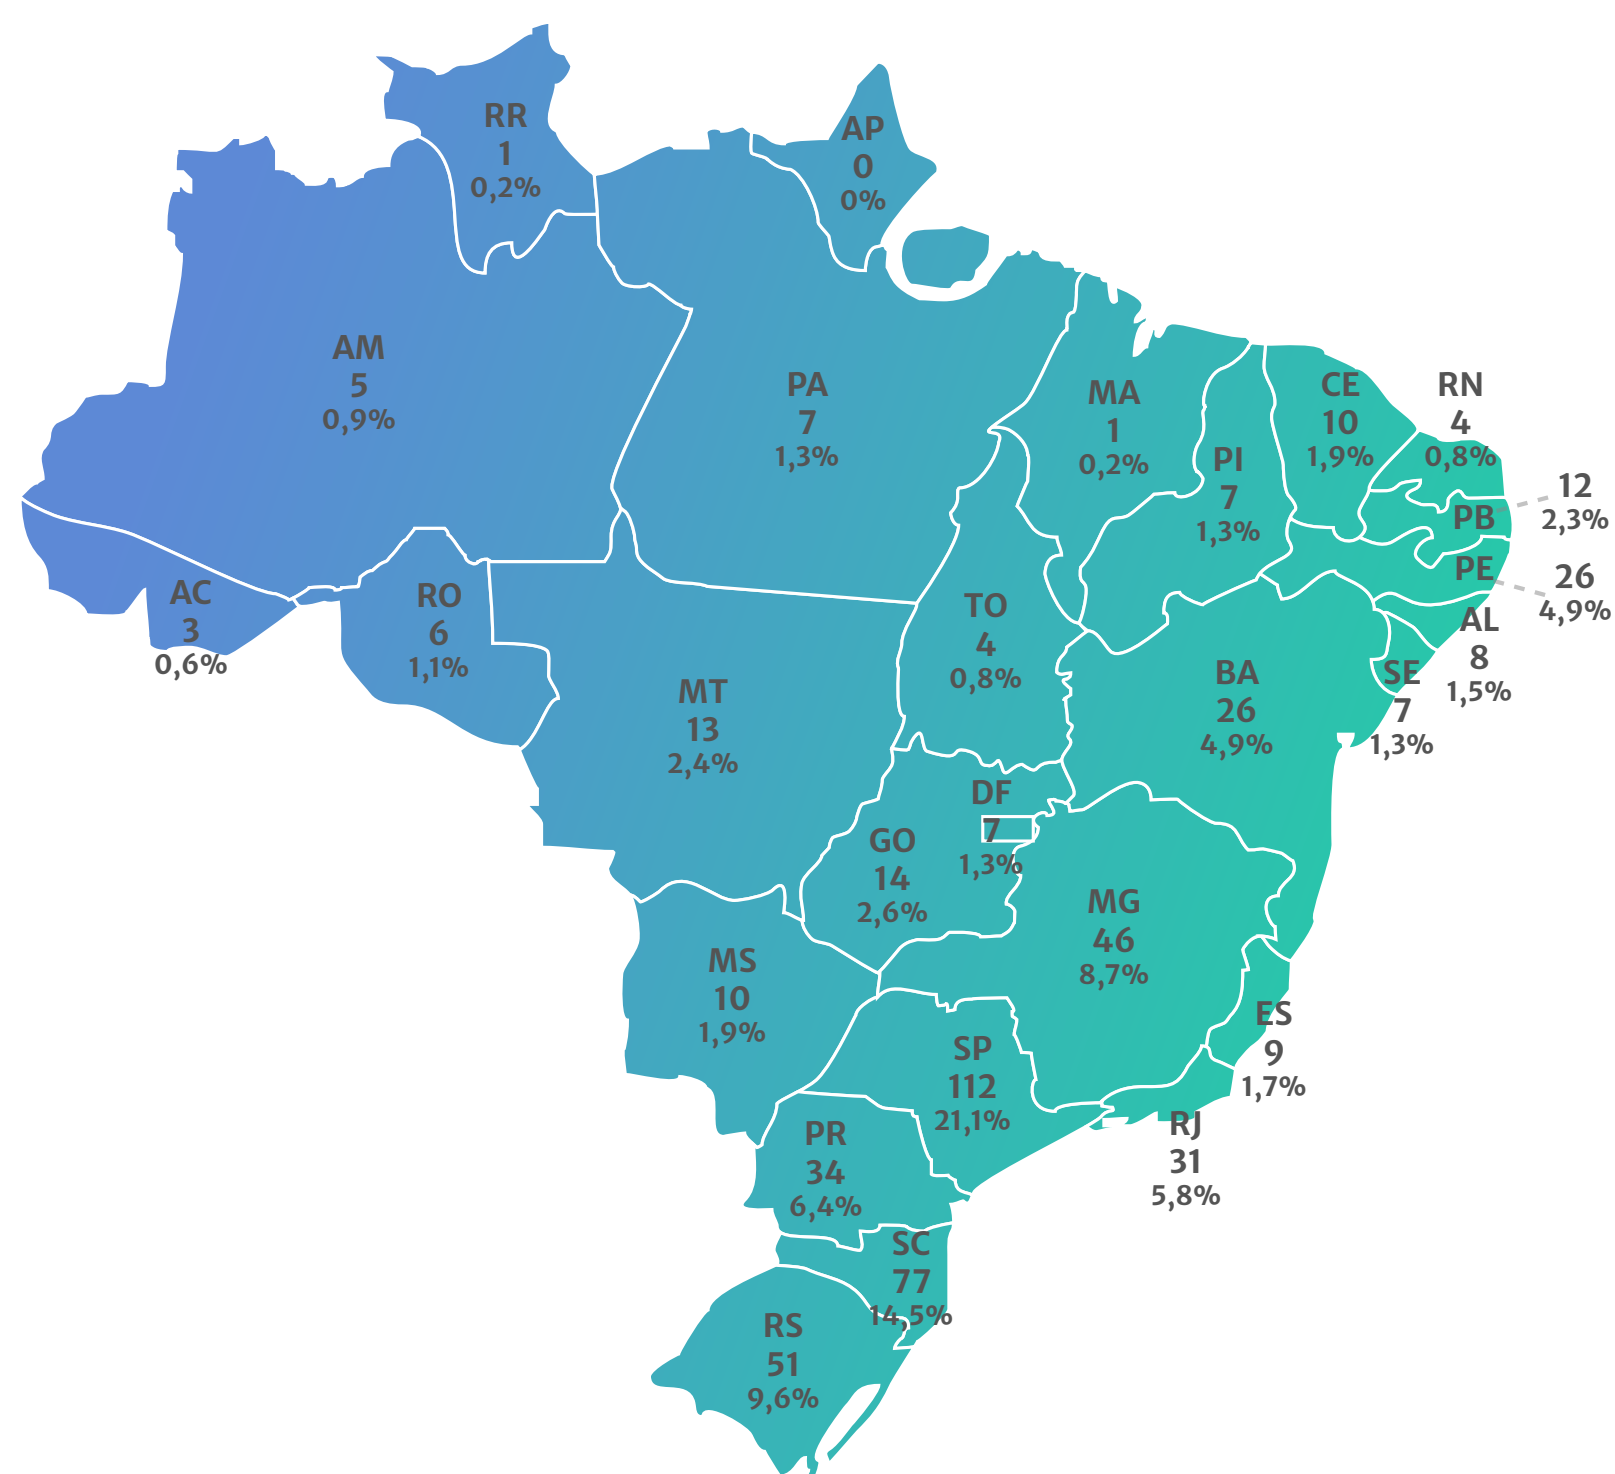 RR
1
0,2%
AP
0
0%
AM
5
0,9%
PA
7
1,3%
MA
1
0,2%
PI
7
1,3%
CE
10
1,9%
RN
4
0,8%
PB
12
2,3%
PE
26
4,9%
AL
8
1,5%
SE
7
1,3%
AC
3
0,6%
RO
6
1,1%
TO
4
0,8%
BA
26
4,9%
MT
13
2,4%
DF
7
1,3%
GO
14
2,6%
MG
46
8,7%
MS
10
1,9%
ES
9
1,7%
SP
112
21,1%
RJ
31
5,8%
PR
34
6,4%
SC
77
14,5%
RS
51
9,6%